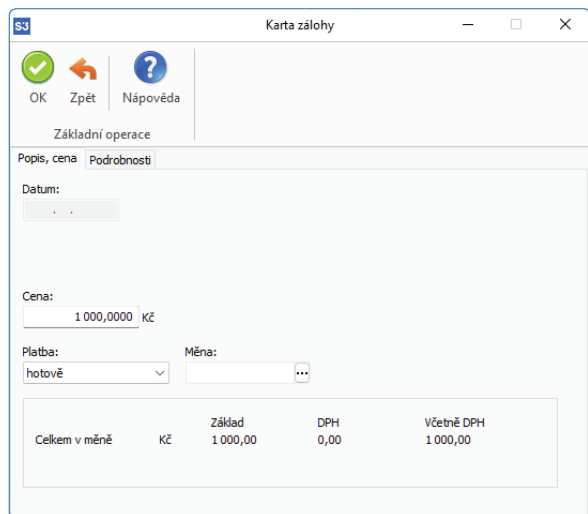 S3 Karta zálohy
OK Zpět Nápověda
Základní operace
Popis, cena Podrobnosti
Datum:
. .
Cena:
1 000,0000 Kč
Platba: Měna:
hotově ...
Základ DPH Včetně DPH
Celkem v měně Kč 1 000,00 0,00 1 000,00